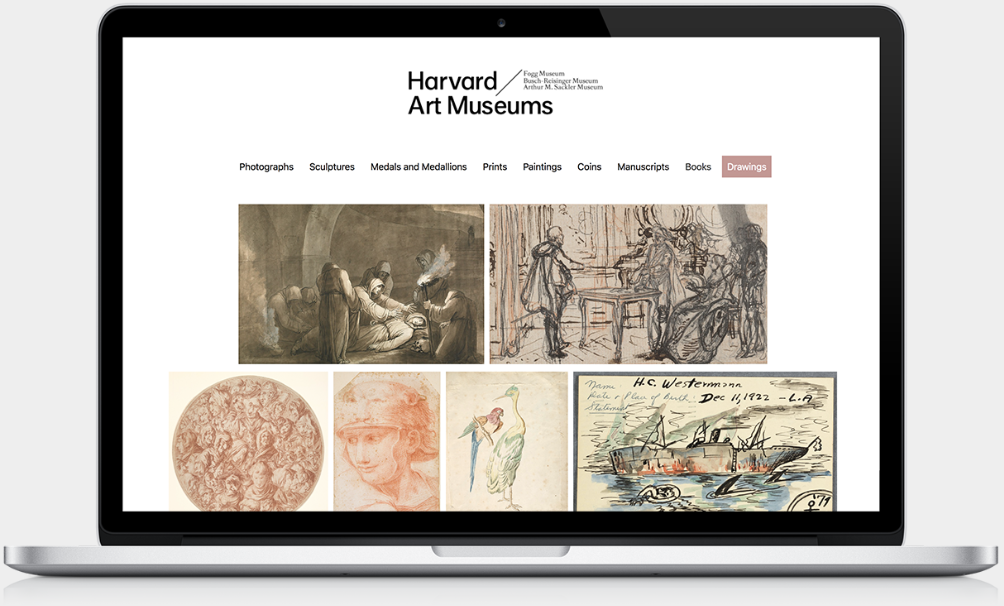 Harvard
Art Museums
Fogg Museum
Busch-Reisinger Museum
Arthur M. Sackler Museum
Photographs Sculptures Medals and Medallions Prints Paintings Coins Manuscripts Books Drawings
Name: H.C. Westermann
Date & Place of Birth: Dec 11, 1922 - L.A
Statement